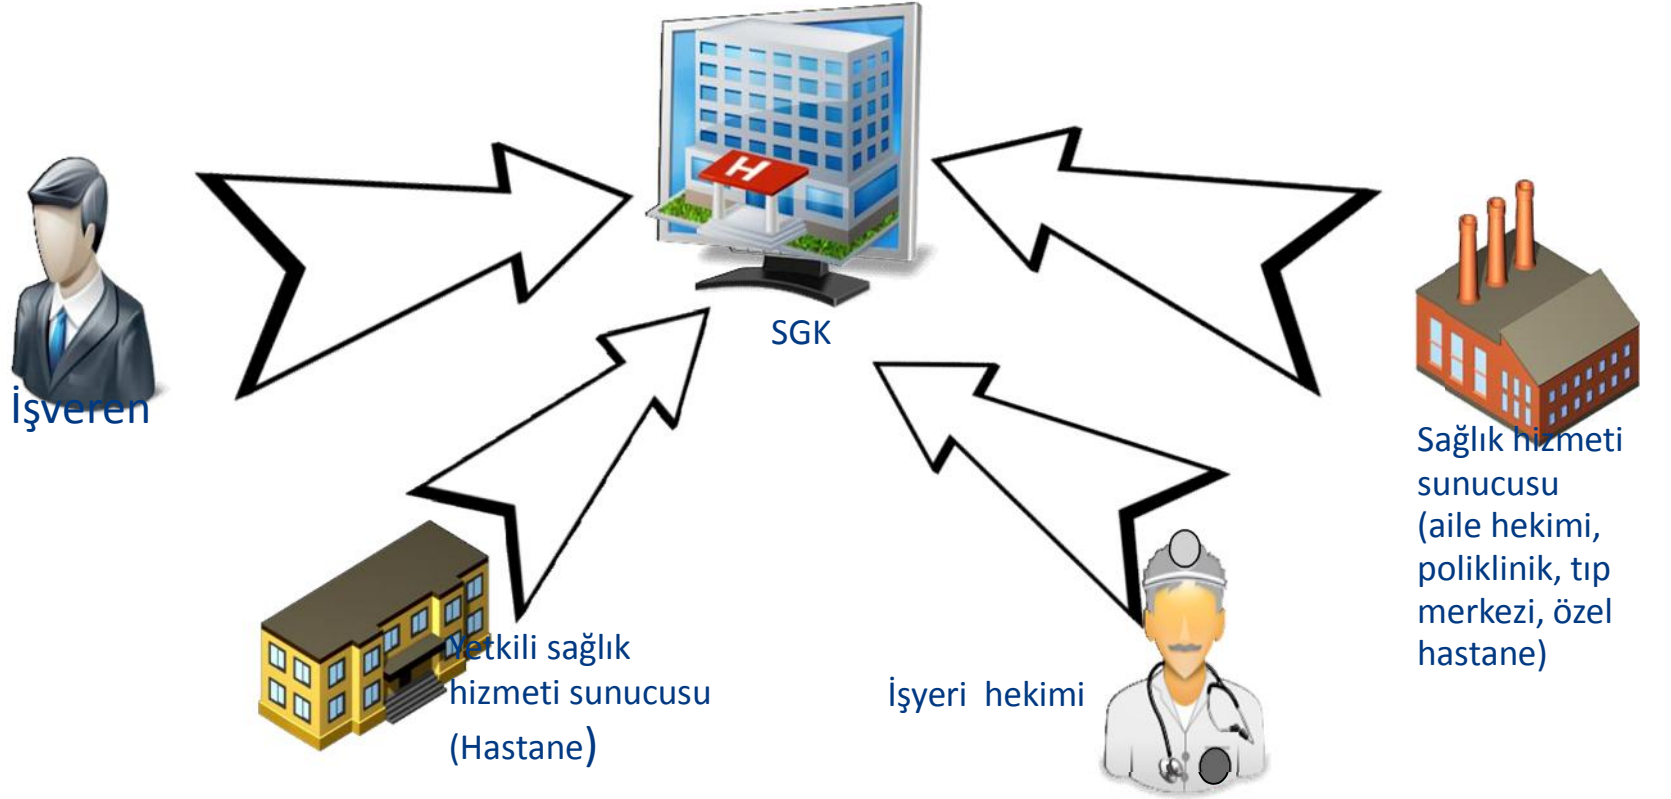 H
SGK
İşveren
Sağlık hizmeti
sunucusu
(aile hekimi,
poliklinik, tıp
merkezi, özel
hastane)
Yetkili sağlık
hizmeti sunucusu
(Hastane)
İşyeri hekimi